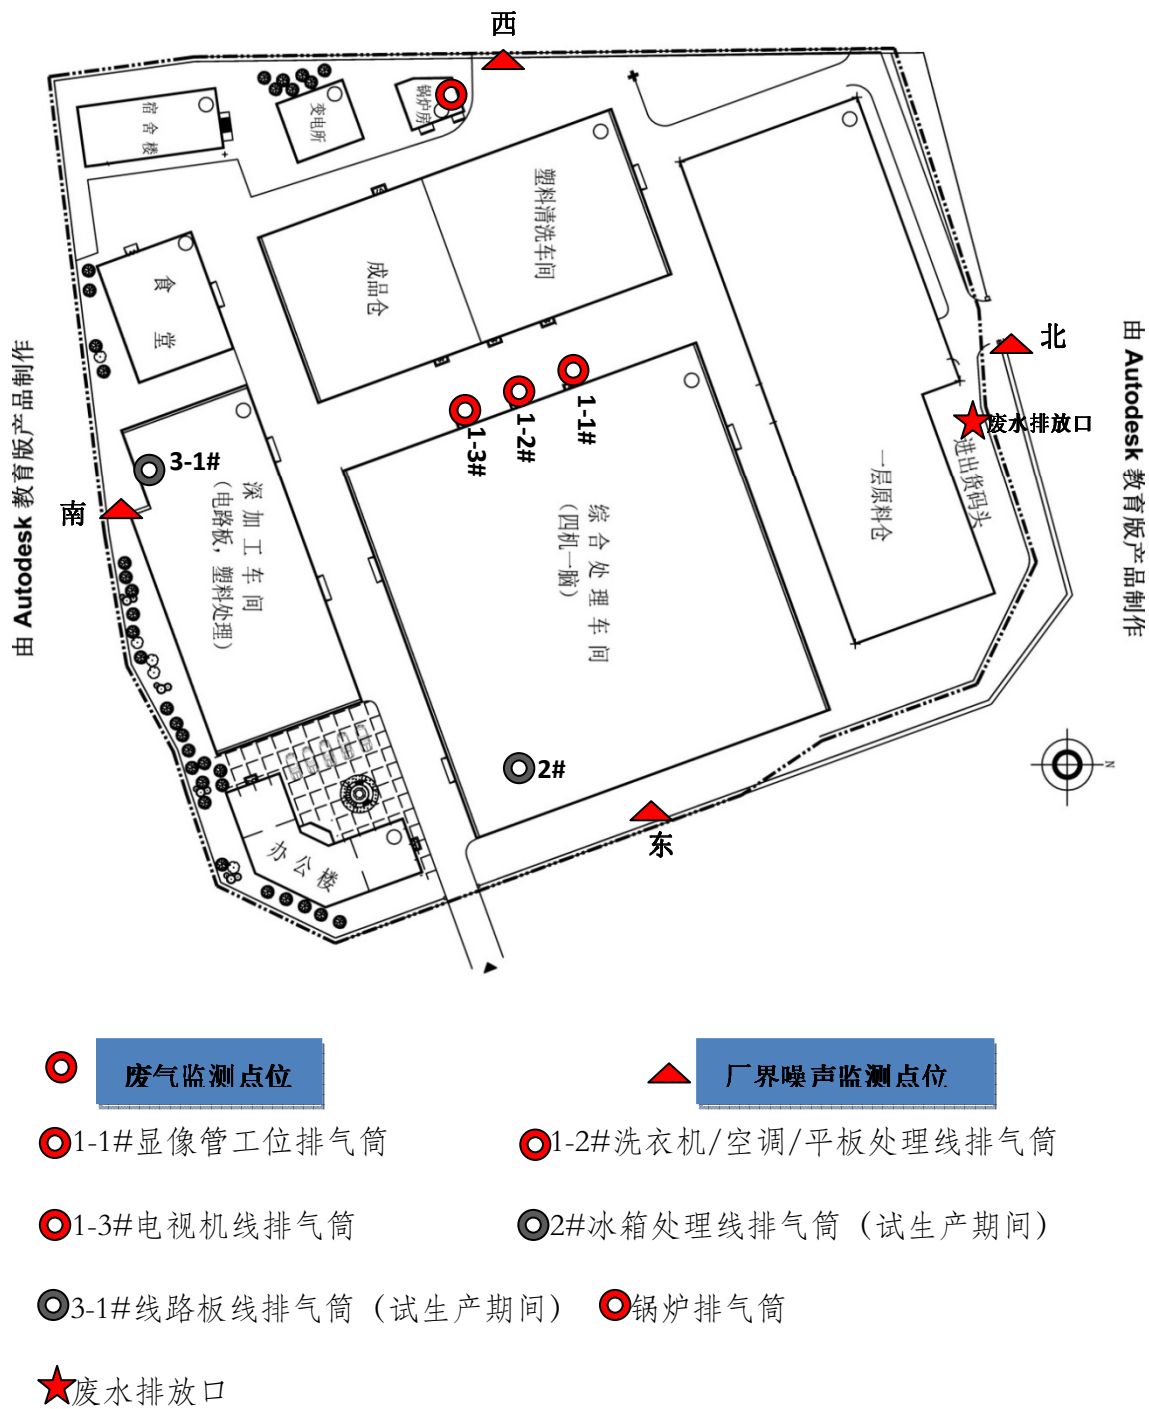 西
宿舍楼
变电所
锅炉房
塑料清洗车间
成品仓
食堂
北
由 Autodesk 教育版产品制作
由 Autodesk 教育版产品制作
废水排放口
进出货码头
一层原料仓
1-1#
1-2#
1-3#
3-1#
南
深加工车间
(电路板，塑料处理)
综合处理车间
(四机一脑)
2#
东
N
办公楼
废气监测点位
厂界噪声监测点位
1-1#显像管工位排气筒
1-2#洗衣机/空调/平板处理线排气筒
1-3#电视机线排气筒
2#冰箱处理线排气筒（试生产期间）
3-1#线路板线排气筒（试生产期间）
锅炉排气筒
废水排放口